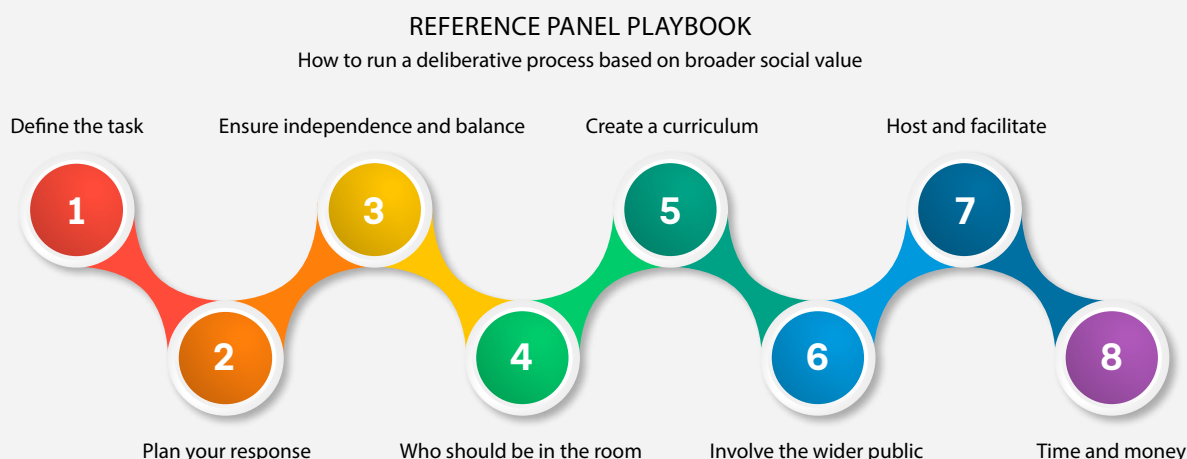 REFERENCE PANEL PLAYBOOK
How to run a deliberative process based on broader social value
Define the task
Ensure independence and balance
Create a curriculum
Host and facilitate
1
3
5
7
2
4
6
8
Plan your response
Who should be in the room
Involve the wider public
Time and money